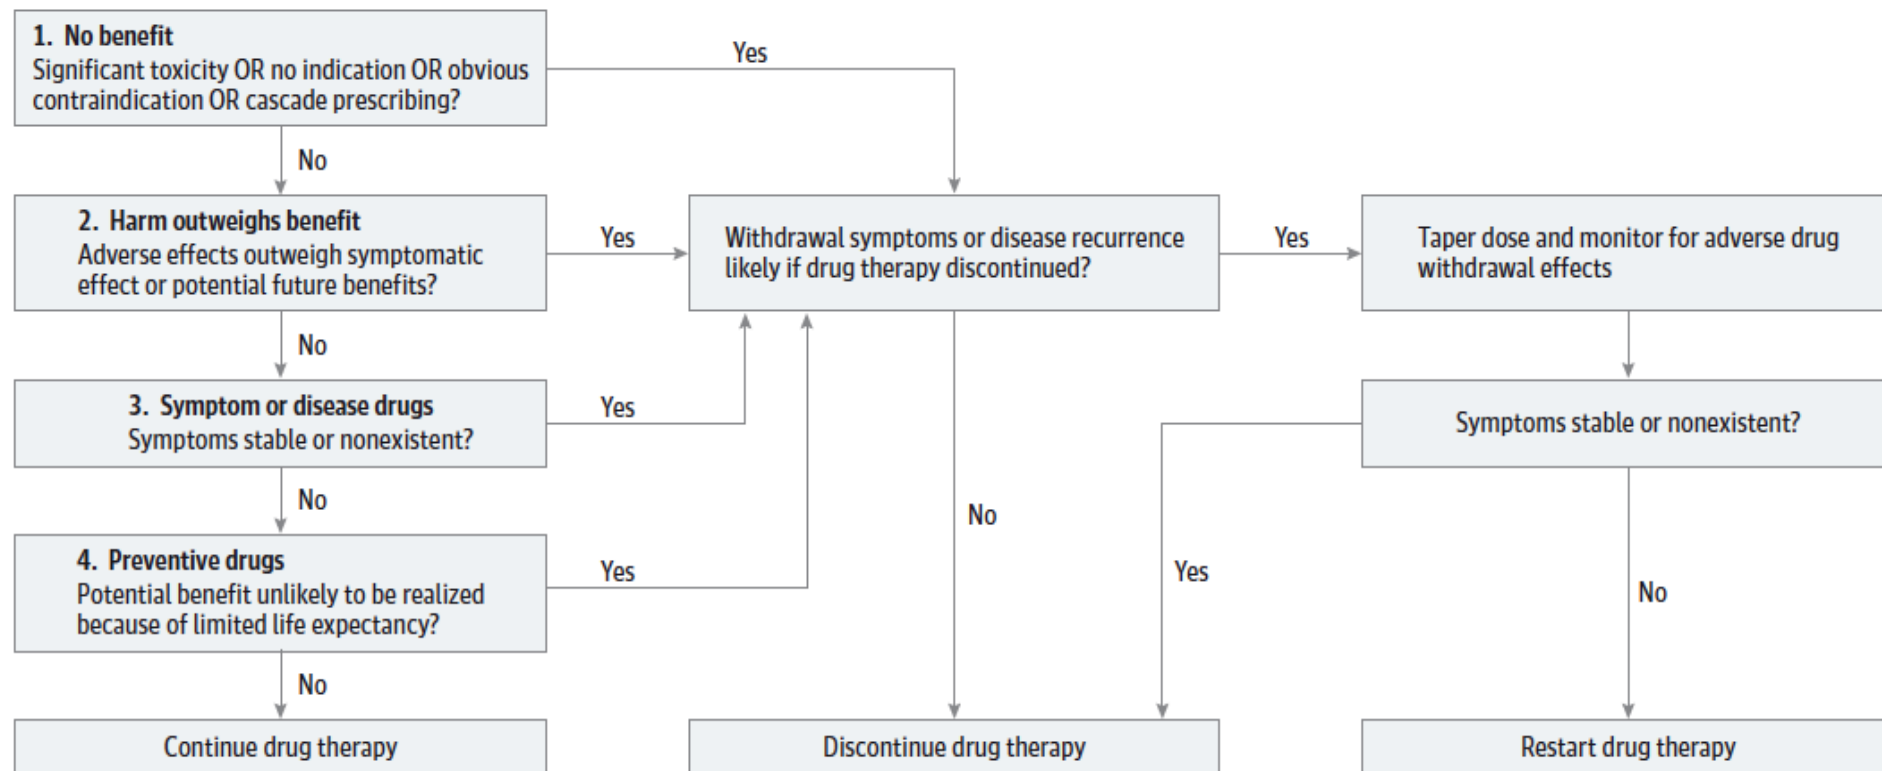 1. No benefit
Significant toxicity OR no indication OR obvious
contraindication OR cascade prescribing?
Yes
No
2. Harm outweighs benefit
Adverse effects outweigh symptomatic
effect or potential future benefits?
Yes
Withdrawal symptoms or disease recurrence
likely if drug therapy discontinued?
Yes
Taper dose and monitor for adverse drug
withdrawal effects
No
3. Symptom or disease drugs
Symptoms stable or nonexistent?
Yes
Symptoms stable or nonexistent?
No
No
4. Preventive drugs
Potential benefit unlikely to be realized
because of limited life expectancy?
Yes
Yes
No
No
Continue drug therapy
Discontinue drug therapy
Restart drug therapy